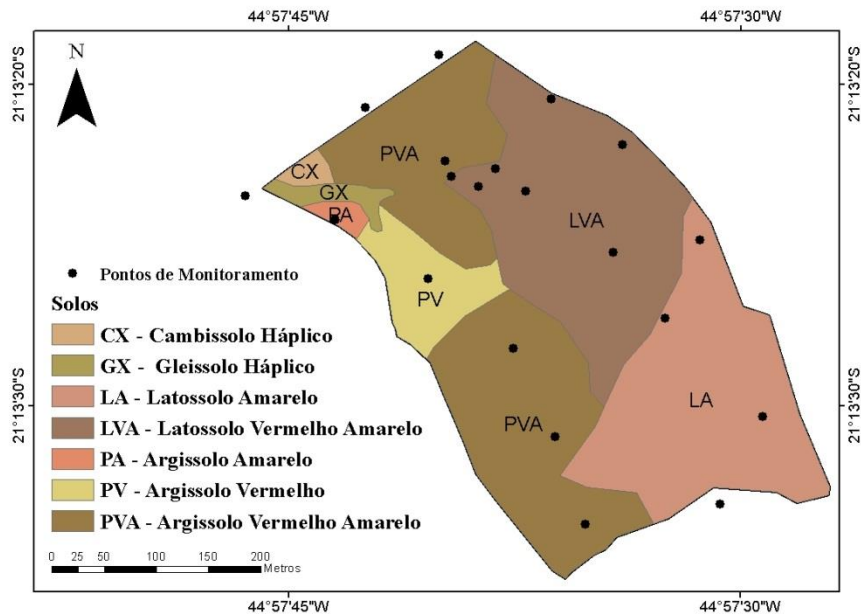 44°57'45"W 44°57'30"W
N
21°13'20"S 21°13'20"S
PVA
CX
GX
PA
LVA
PV
LA
PVA
Pontos de Monitoramento
Solos
CX - Cambissolo Háplico
GX - Gleissolo Háplico
LA - Latossolo Amarelo
LVA - Latossolo Vermelho Amarelo
PA - Argissolo Amarelo
PV - Argissolo Vermelho
PVA - Argissolo Vermelho Amarelo
21°13'30"S 21°13'30"S
0 25 50 100 150 200
Metros
44°57'45"W 44°57'30"W